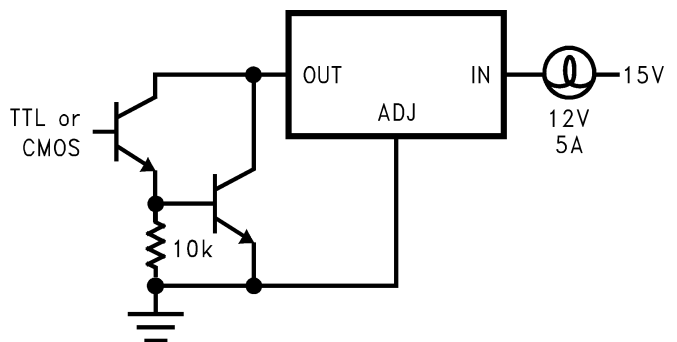 OUT
IN
15V
ADJ
12V
5A
TTL or
CMOS
10k